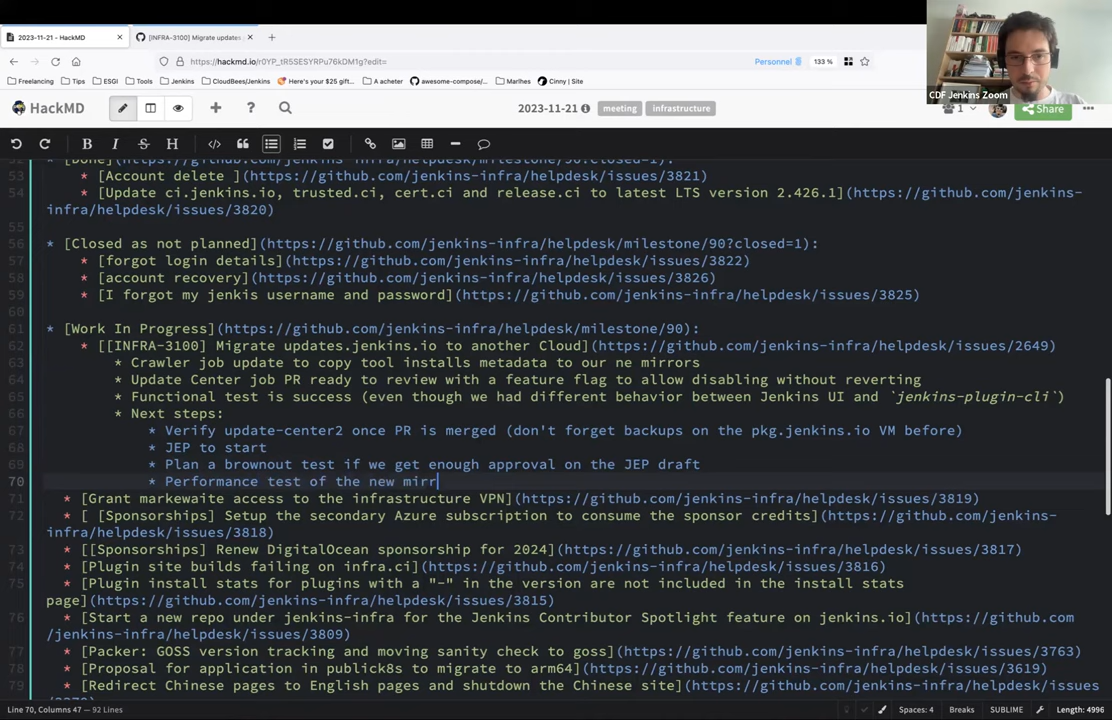 2023-11-21 - HackMD
[INFRA-3100] Migrate updates
https://hackmd.io/r0YP_tR5SESYRPu76kDM1g?edit=
Personnel
133 %
Freelancing
Tips
ESGI
Tools
Jenkins
CloudBees/Jenkins
Here's your $25 gift...
A acheter
awesome-compose/...
Marlhes
Cinny | Site
CDF Jenkins Zoom
HackMD
2023-11-21
meeting
infrastructure
1
Share
* [Done](https://github.com/jenkins-infra/helpdesk/milestone/90?closed=1):
53 * [Account delete ](https://github.com/jenkins-infra/helpdesk/issues/3821)
54 * [Update ci.jenkins.io, trusted.ci, cert.ci and release.ci to latest LTS version 2.426.1](https://github.com/jenkins-
infra/helpdesk/issues/3820)
55
56 * [Closed as not planned](https://github.com/jenkins-infra/helpdesk/milestone/90?closed=1):
57 * [forgot login details](https://github.com/jenkins-infra/helpdesk/issues/3822)
58 * [account recovery](https://github.com/jenkins-infra/helpdesk/issues/3826)
59 * [I forgot my jenkis username and password](https://github.com/jenkins-infra/helpdesk/issues/3825)
60
61 * [Work In Progress](https://github.com/jenkins-infra/helpdesk/milestone/90):
62 * [[INFRA-3100] Migrate updates.jenkins.io to another Cloud](https://github.com/jenkins-infra/helpdesk/issues/2649)
63 * Crawler job update to copy tool installs metadata to our ne mirrors
64 * Update Center job PR ready to review with a feature flag to allow disabling without reverting
65 * Functional test is success (even though we had different behavior between Jenkins UI and `jenkins-plugin-cli`)
66 * Next steps:
67 * Verify update-center2 once PR is merged (don't forget backups on the pkg.jenkins.io VM before)
68 * JEP to start
69 * Plan a brownout test if we get enough approval on the JEP draft
70 * Performance test of the new mirr
71 * [Grant markewaite access to the infrastructure VPN](https://github.com/jenkins-infra/helpdesk/issues/3819)
72 * [ [Sponsorships] Setup the secondary Azure subscription to consume the sponsor credits](https://github.com/jenkins-
infra/helpdesk/issues/3818)
73 * [[Sponsorships] Renew DigitalOcean sponsorship for 2024](https://github.com/jenkins-infra/helpdesk/issues/3817)
74 * [Plugin site builds failing on infra.ci](https://github.com/jenkins-infra/helpdesk/issues/3816)
75 * [Plugin install stats for plugins with a "-" in the version are not included in the install stats
page](https://github.com/jenkins-infra/helpdesk/issues/3815)
76 * [Start a new repo under jenkins-infra for the Jenkins Contributor Spotlight feature on jenkins.io](https://github.com
/jenkins-infra/helpdesk/issues/3809)
77 * [Packer: GOSS version tracking and moving sanity check to goss](https://github.com/jenkins-infra/helpdesk/issues/3763)
78 * [Proposal for application in publick8s to migrate to arm64](https://github.com/jenkins-infra/helpdesk/issues/3619)
79 * [Redirect Chinese pages to English pages and shutdown the Chinese site](https://github.com/jenkins-infra/helpdesk/issues
Line 70, Columns 47 — 92 Lines
Spaces: 4
Breaks
SUBLIME
Length: 4996